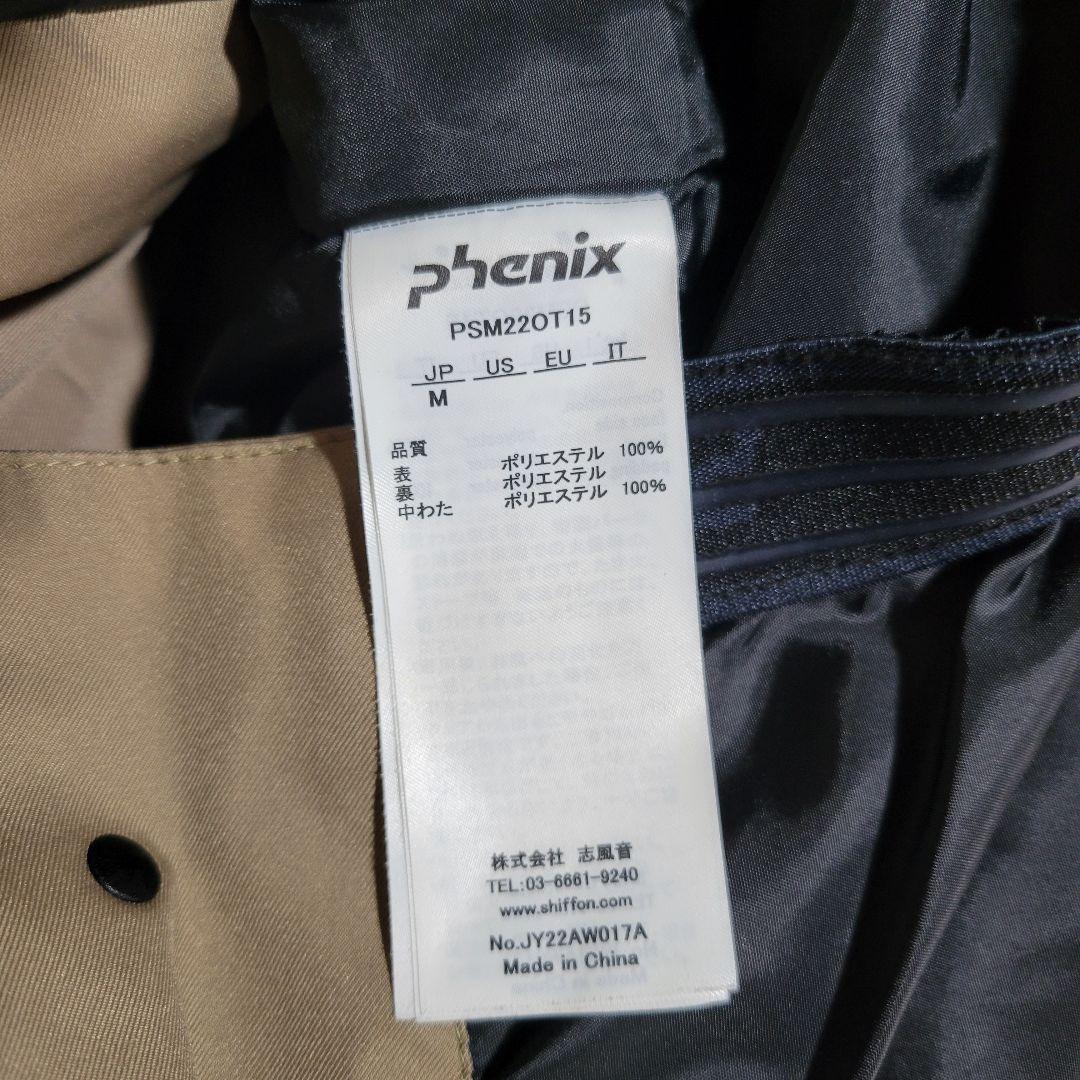 phenix
PSM22OT15
JP US EU IT
M
品質
表 ポリエステル 100%
裏 ポリエステル
中わた ポリエステル 100%
株式会社 志風音
TEL:03-6661-9240
www.shiffon.com
No.JY22AW017A
Made in China